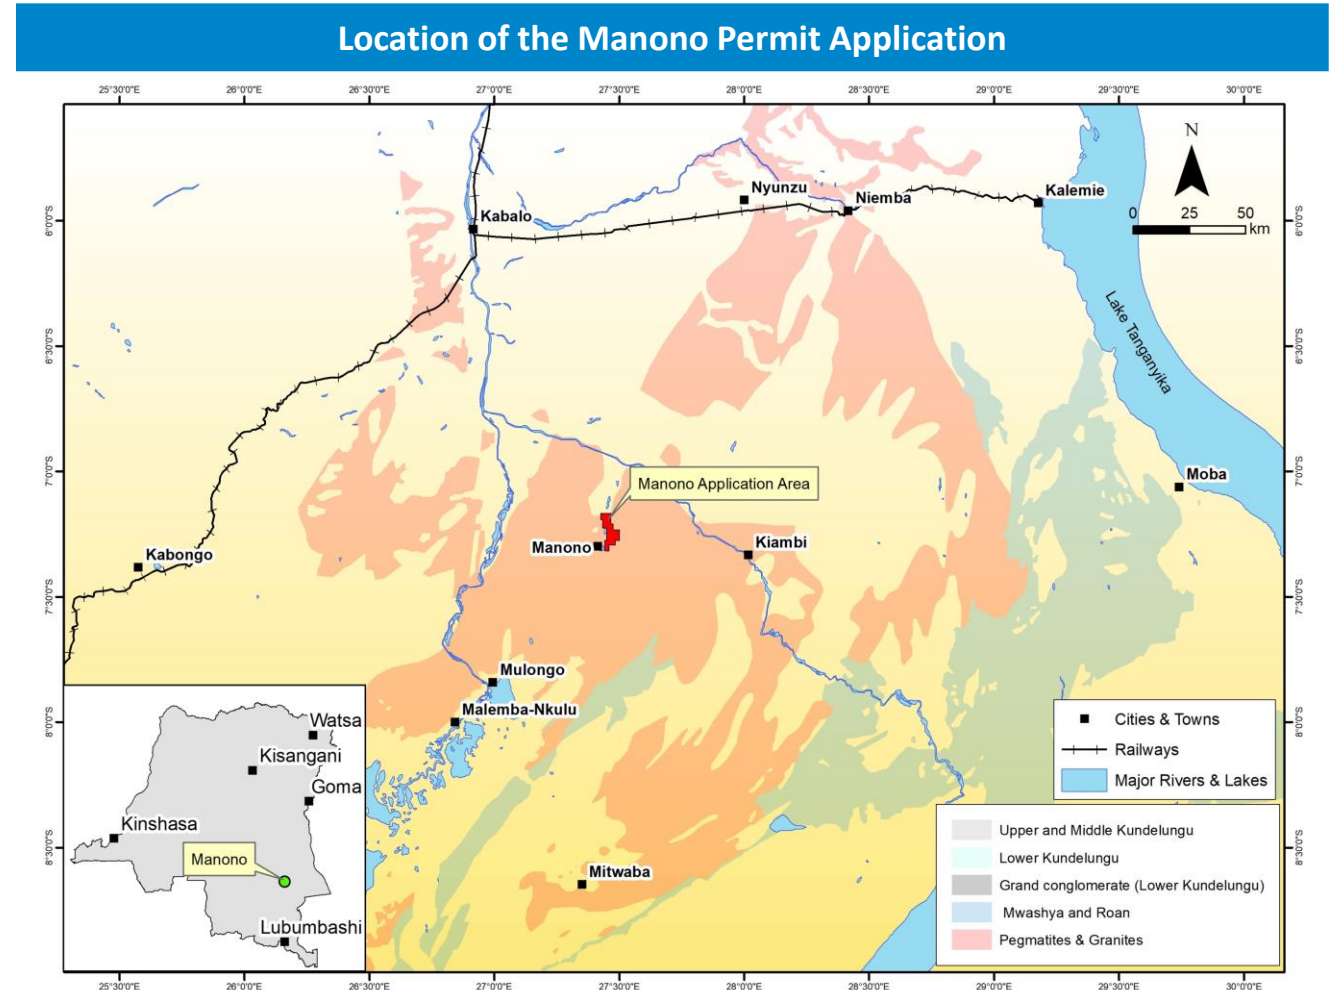 Location of the Manono Permit Application
25°30'0"E 26°0'0"E 26°30'0"E 27°0'0"E 27°30'0"E 28°0'0"E 28°30'0"E 29°0'0"E 29°30'0"E 30°0'0"E
N
Nyunzu
Niemba
Kalemie
Kabalo
0 25 50
km
6°0'0"S
6°0'0"S
Lake Tanganyika
6°30'0"S
6°30'0"S
7°0'0"S
7°0'0"S
Manono Application Area
Moba
Manono
Kiambi
Kabongo
7°30'0"S
7°30'0"S
Mulongo
Malemba-Nkulu
8°0'0"S
8°0'0"S
Cities & Towns
Railways
Major Rivers & Lakes
Watsa
Kisangani
Goma
Kinshasa
Manono
Lubumbashi
8°30'0"S
8°30'0"S
Mitwaba
Upper and Middle Kundelungu
Lower Kundelungu
Grand conglomerate (Lower Kundelungu)
Mwashya and Roan
Pegmatites & Granites
25°30'0"E 26°0'0"E 26°30'0"E 27°0'0"E 27°30'0"E 28°0'0"E 28°30'0"E 29°0'0"E 29°30'0"E 30°0'0"E